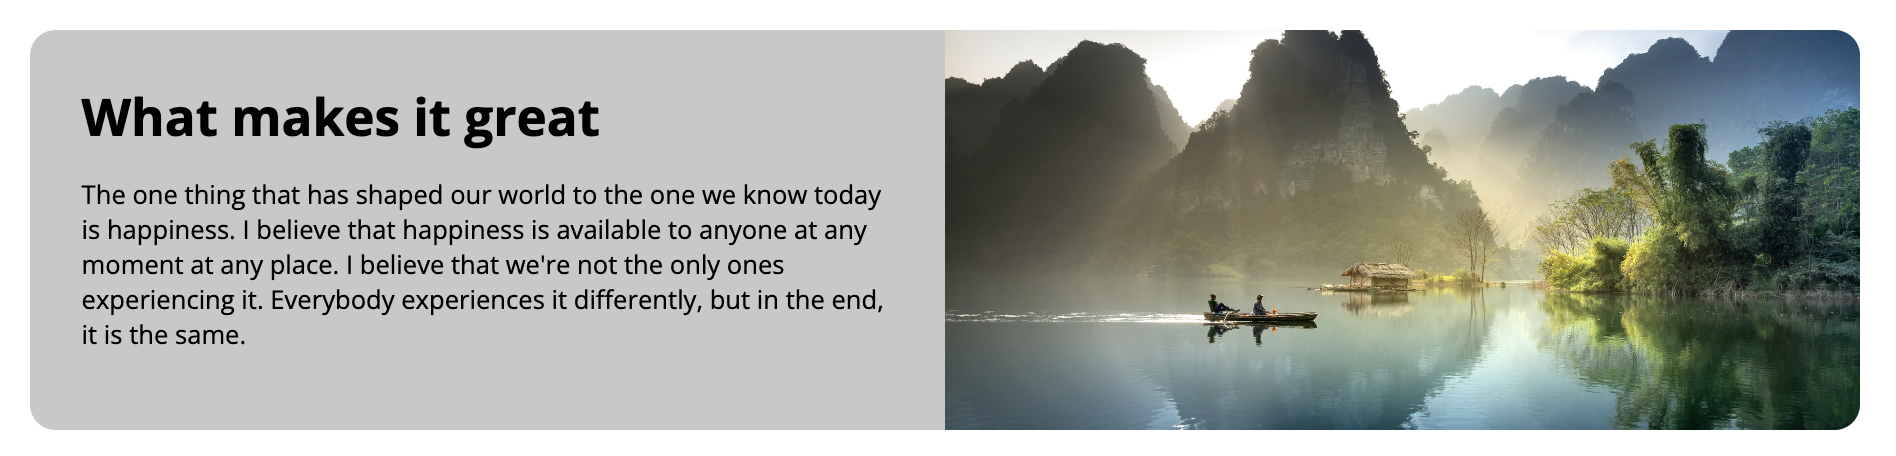 What makes it great
The one thing that has shaped our world to the one we know today
is happiness. I believe that happiness is available to anyone at any
moment at any place. I believe that we're not the only ones
experiencing it. Everybody experiences it differently, but in the end,
it is the same.